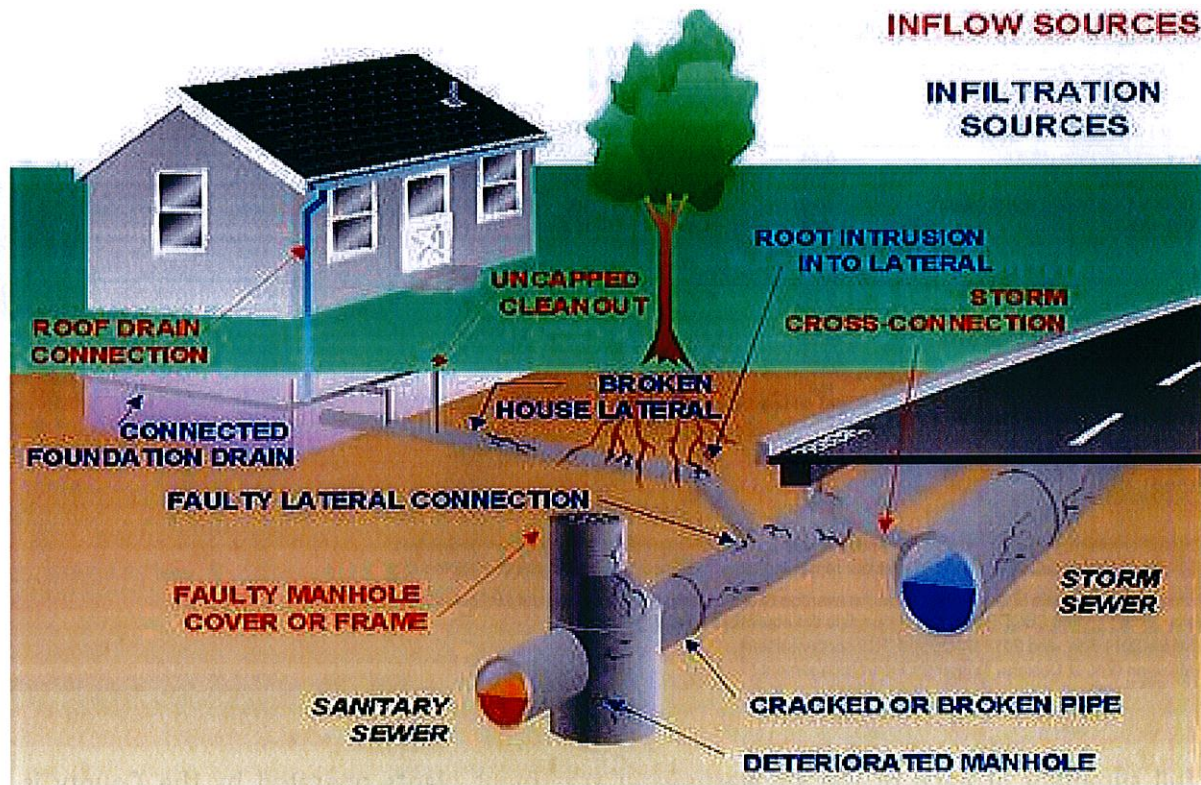 INFLOW SOURCES
INFILTRATION
SOURCES
ROOT INTRUSION
INTO LATERAL
UNCAPPED
CLEANOUT
STORM
CROSS-CONNECTION
ROOF DRAIN
CONNECTION
BROKEN
HOUSE LATERAL
CONNECTED
FOUNDATION DRAIN
FAULTY LATERAL CONNECTION
FAULTY MANHOLE
COVER OR FRAME
STORM
SEWER
SANITARY
SEWER
CRACKED OR BROKEN PIPE
DETERIORATED MANHOLE